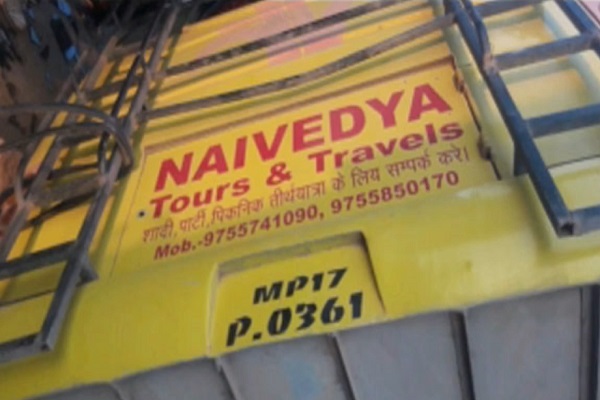 NAIVEDYA
Tours & Travels
शादी,पार्टी,पिकनिक तीर्थयात्रा के लिय सम्पर्क करे।
Mob.-9755741090, 9755850170
MP17
P.0361